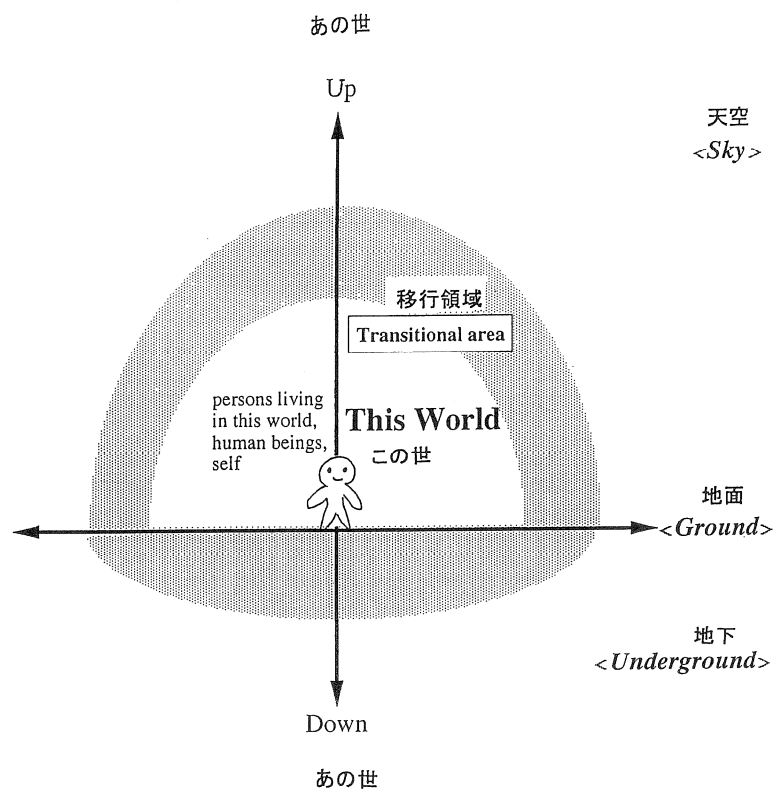 あの世
Up
天空
<Sky>
移行領域
Transitional area
persons living
in this world,
human beings,
self
This World
この世
地面
<Ground>
地下
<Underground>
Down
あの世